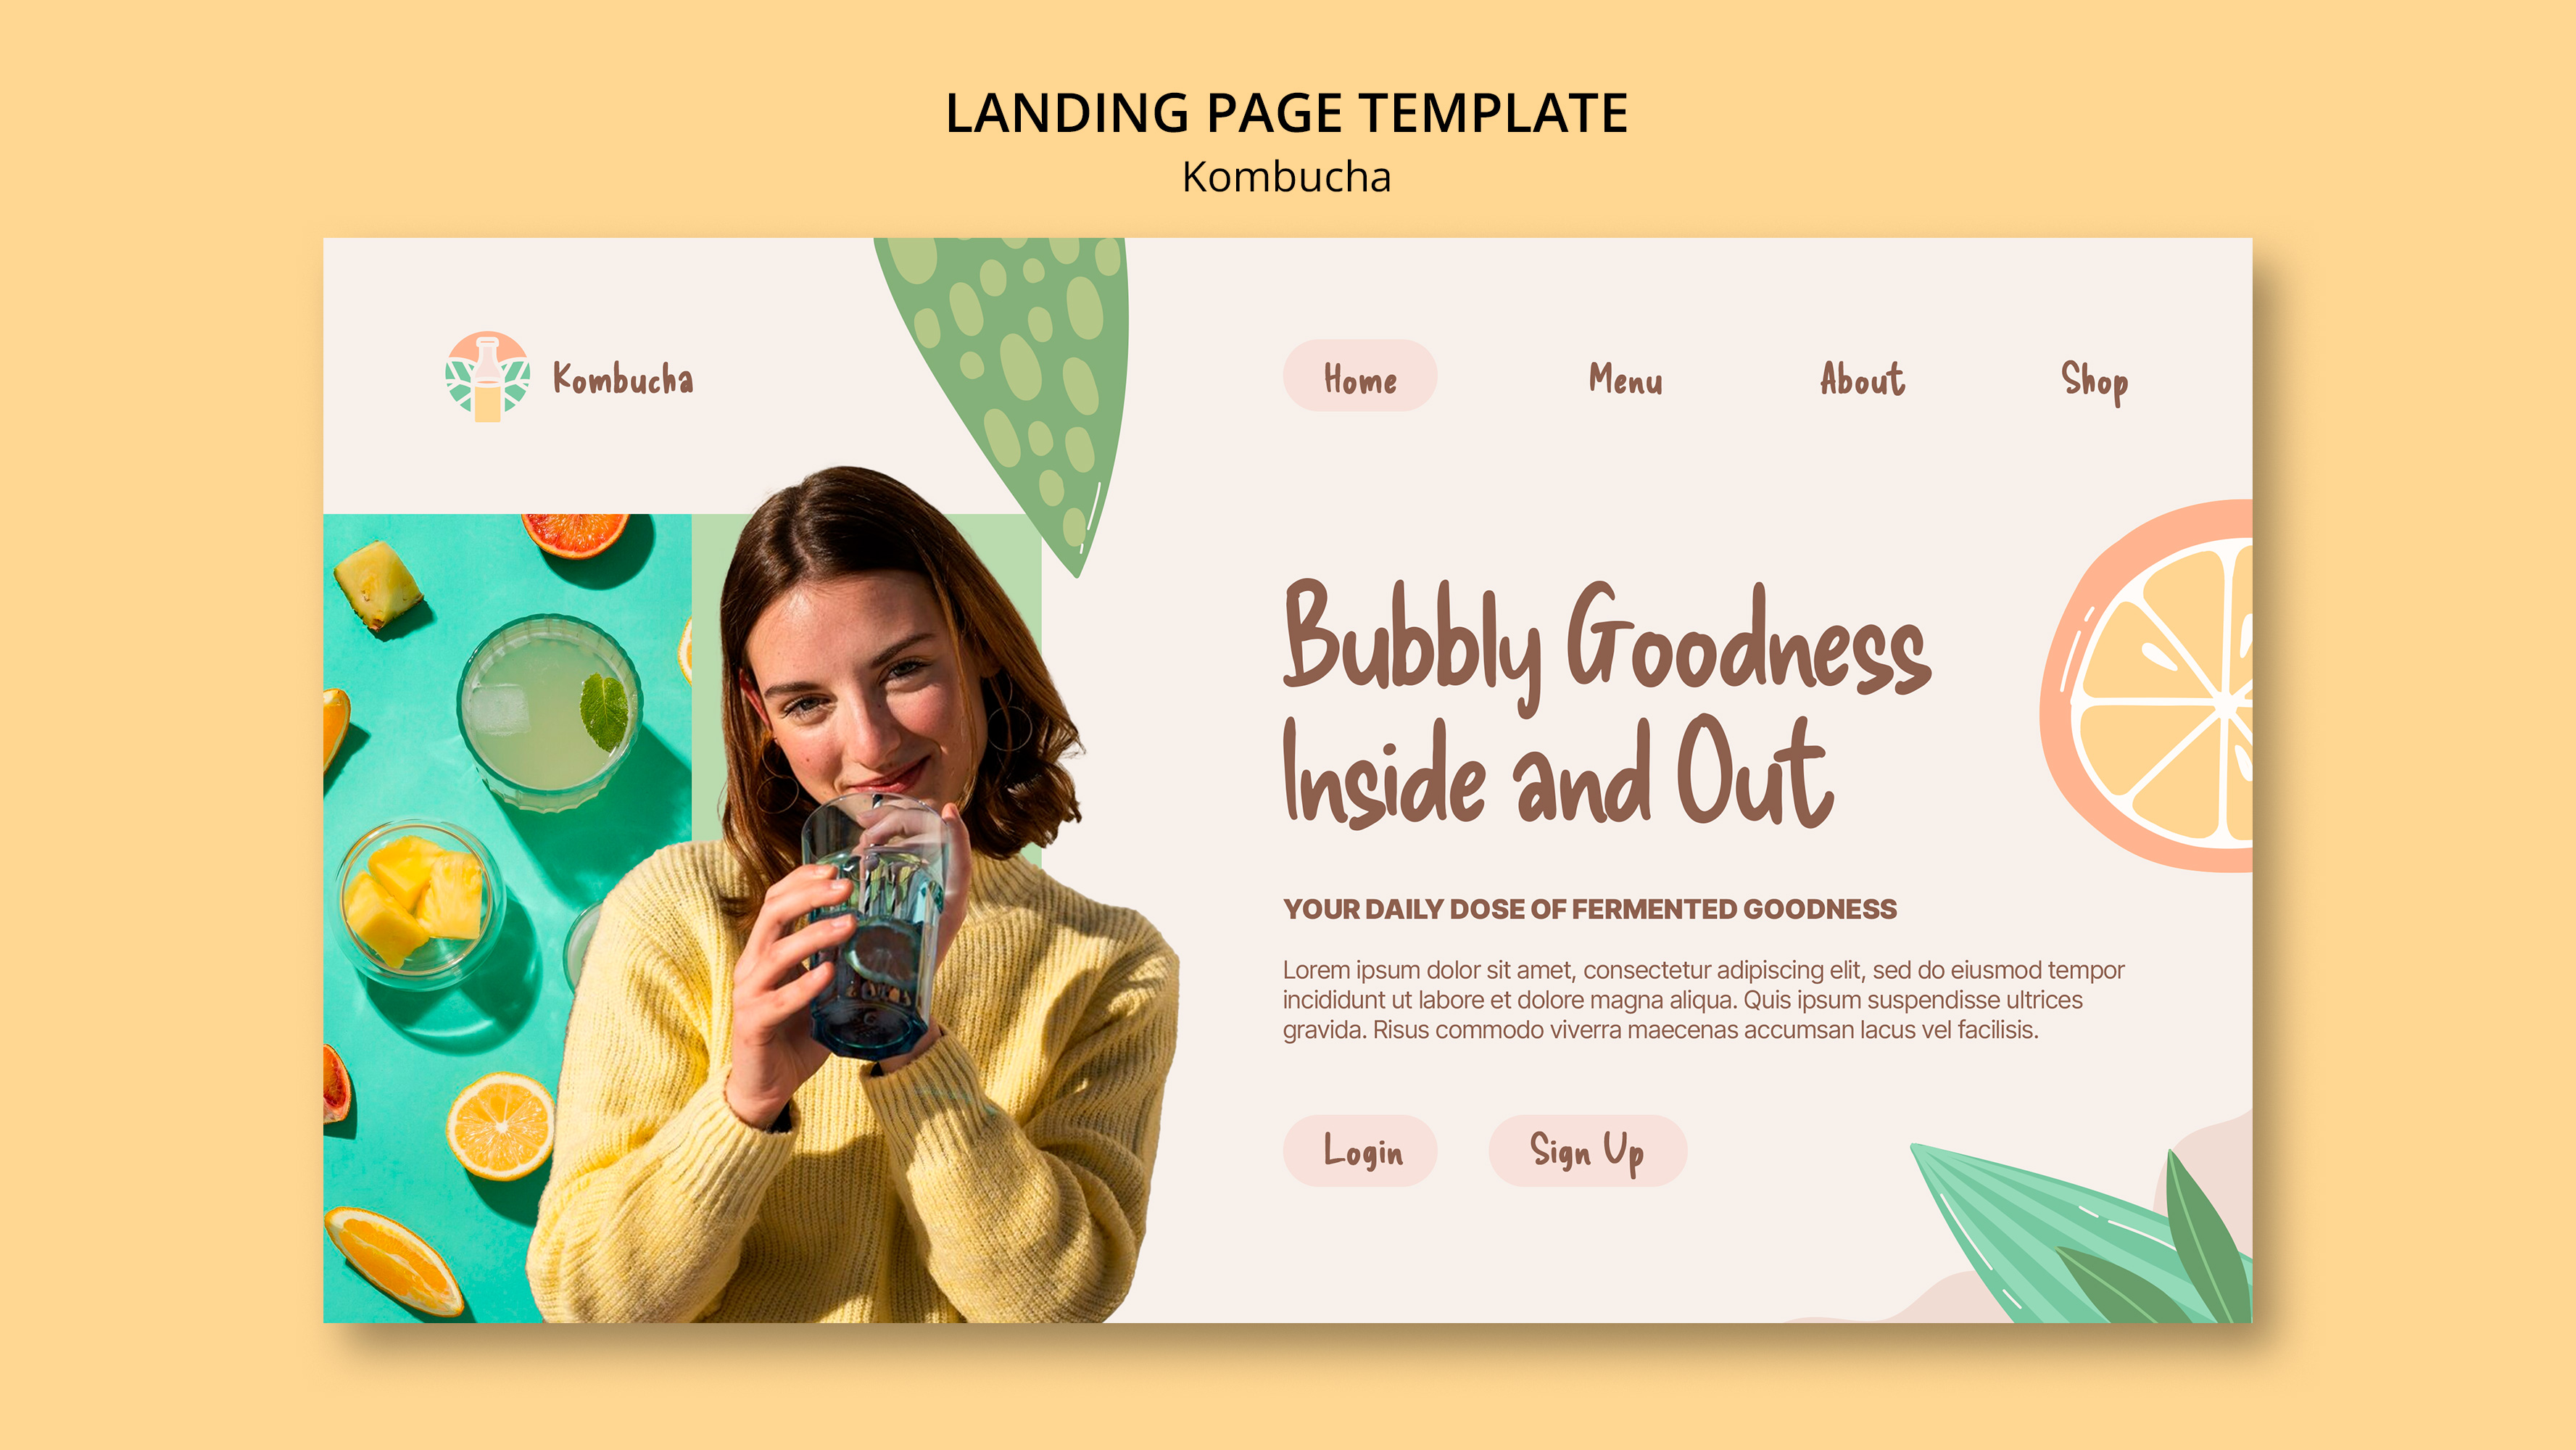 LANDING PAGE TEMPLATE
Kombucha
Kombucha
Home
Menu
About
Shop
Bubbly Goodness
Inside and Out
YOUR DAILY DOSE OF FERMENTED GOODNESS
Lorem ipsum dolor sit amet, consectetur adipiscing elit, sed do eiusmod tempor
incididunt ut labore et dolore magna aliqua. Quis ipsum suspendisse ultrices
gravida. Risus commodo viverra maecenas accumsan lacus vel facilisis.
Login
Sign Up